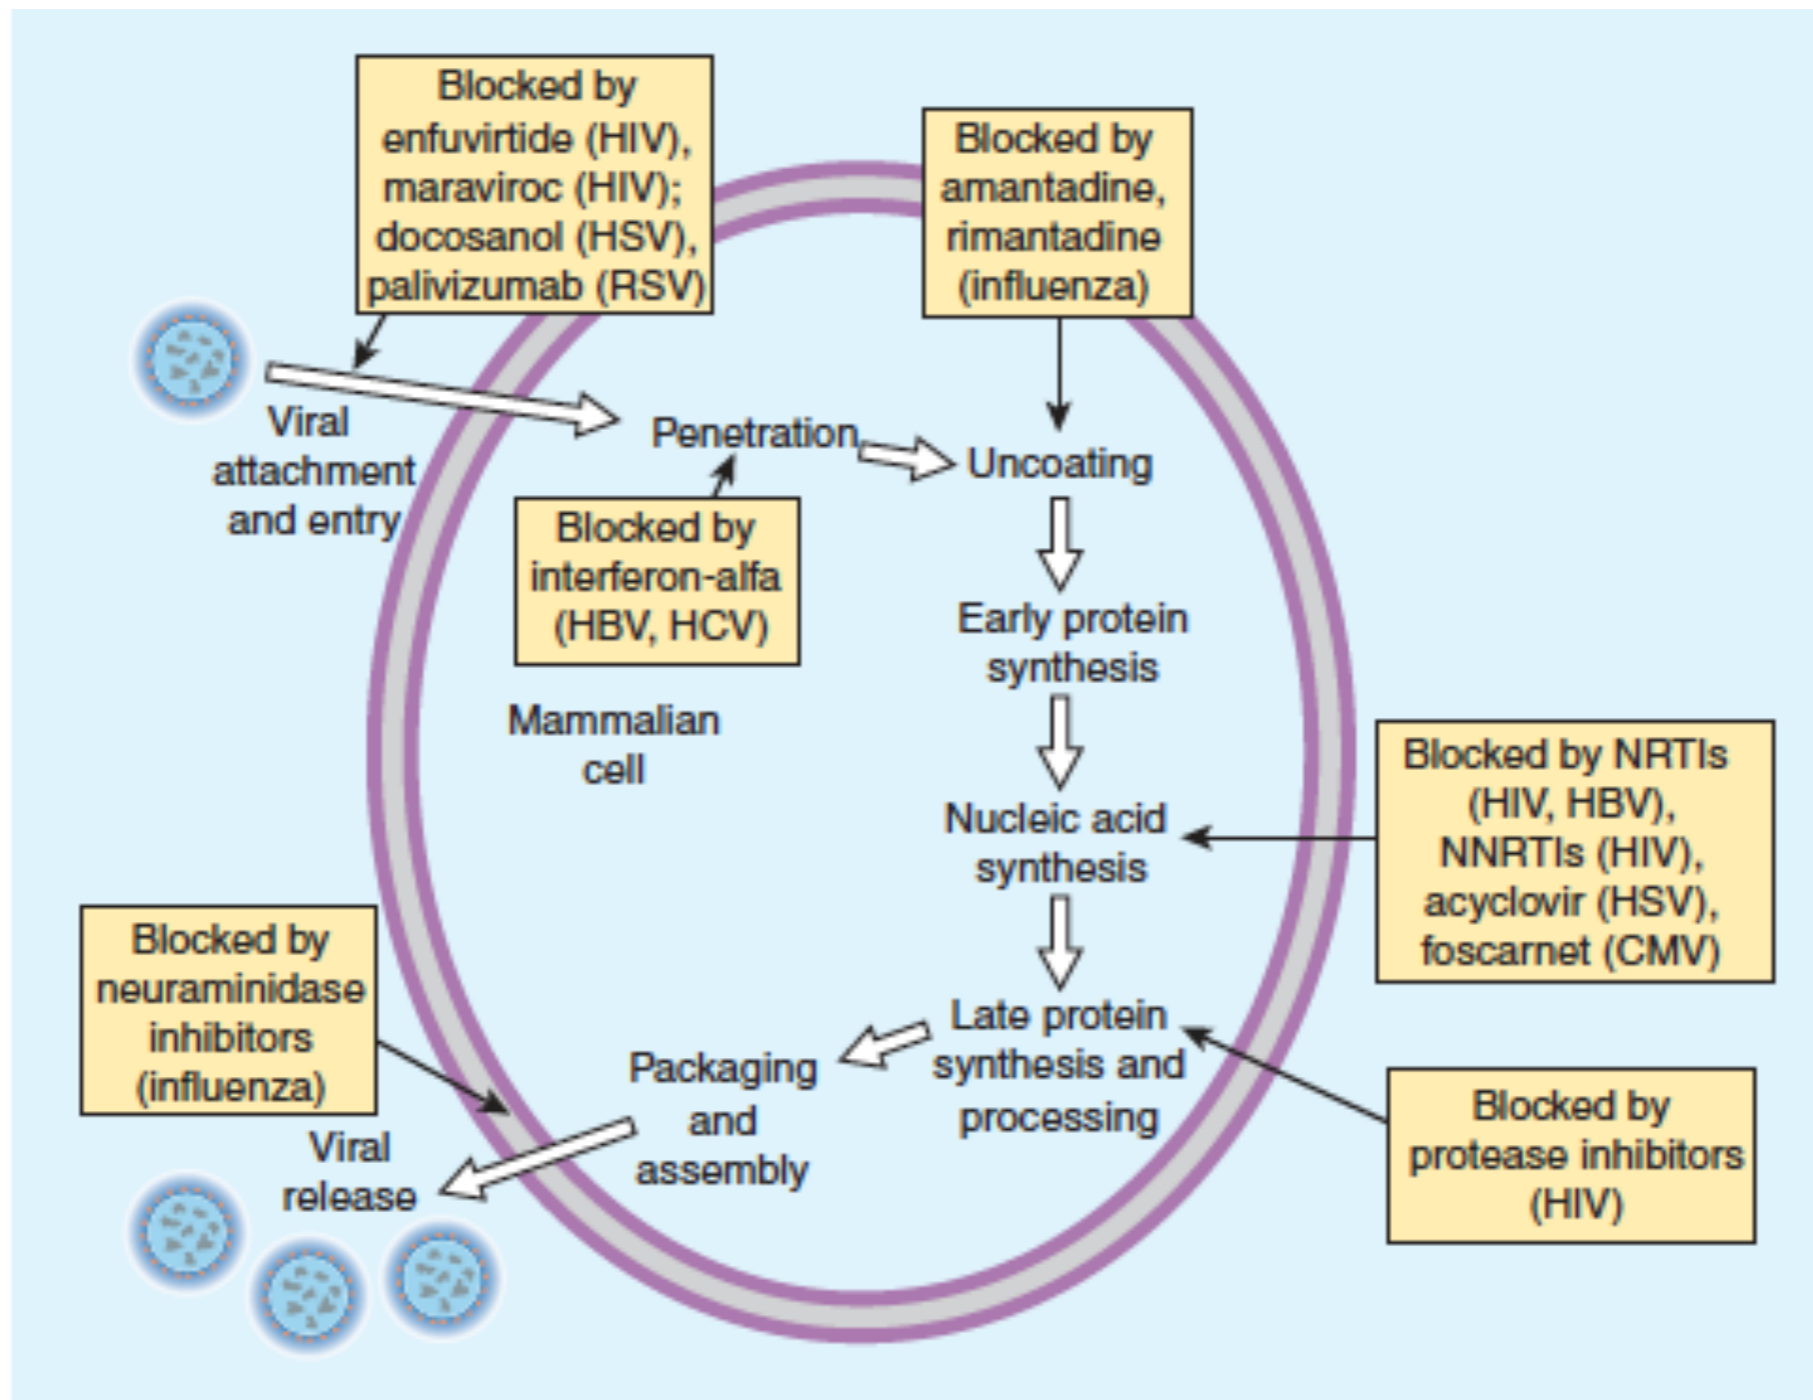 Blocked by
enfuvirtide (HIV),
maraviroc (HIV);
docosanol (HSV),
palivizumab (RSV)
Blocked by
amantadine,
rimantadine
(influenza)
Viral
attachment
and entry
Penetration
Uncoating
Blocked by
interferon-alfa
(HBV, HCV)
Early protein
synthesis
Mammalian
cell
Nucleic acid
synthesis
Blocked by NRTIs
(HIV, HBV),
NNRTIs (HIV),
acyclovir (HSV),
foscarnet (CMV)
Late protein
synthesis and
processing
Blocked by
protease inhibitors
(HIV)
Packaging
and
assembly
Blocked by
neuraminidase
inhibitors
(influenza)
Viral
release